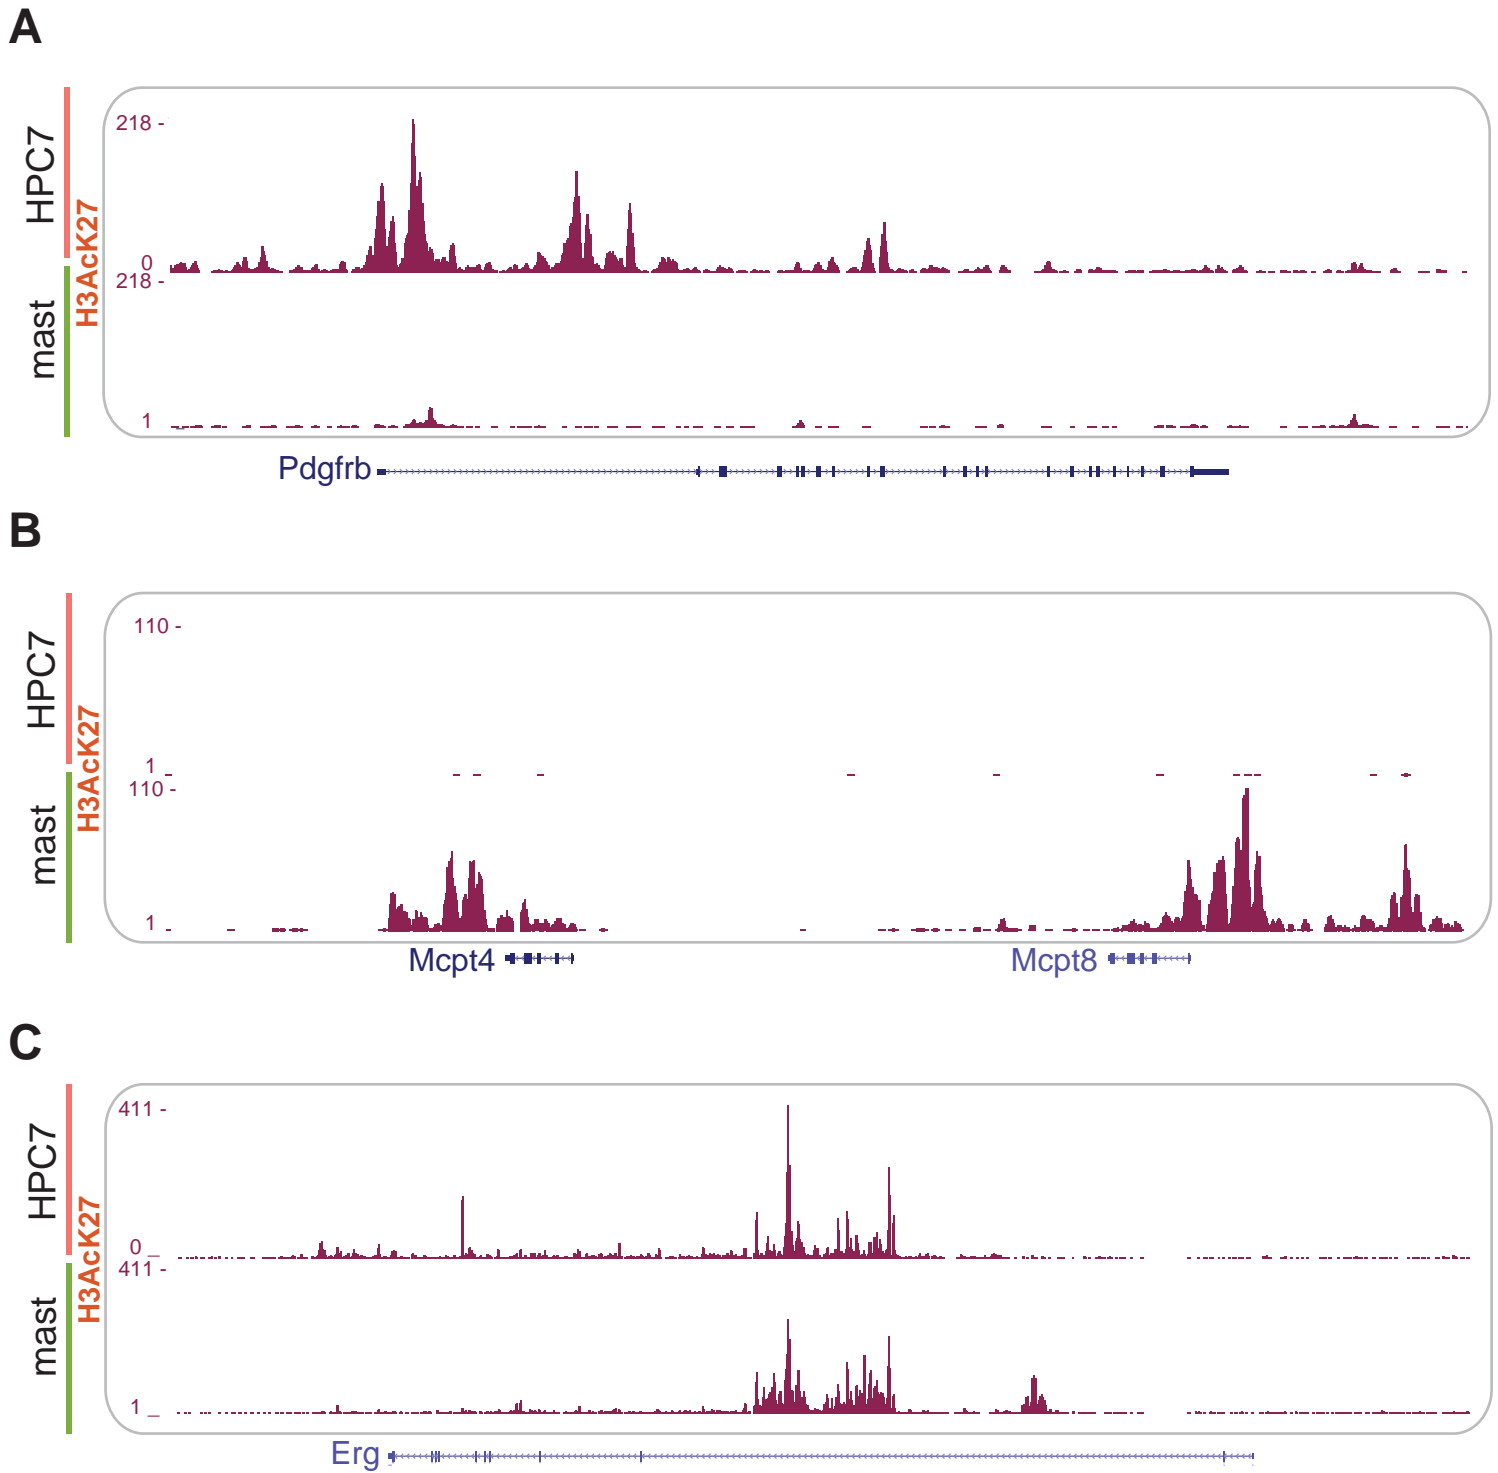 A
HPC7
mast
H3AcK27
218 -
0
218 -
1
Pdgfrb
B
HPC7
mast
H3AcK27
110 -
1 -
110 -
1 -
Mcpt4
Mcpt8
C
HPC7
mast
H3AcK27
411 -
0 _
411 -
1 _
Erg